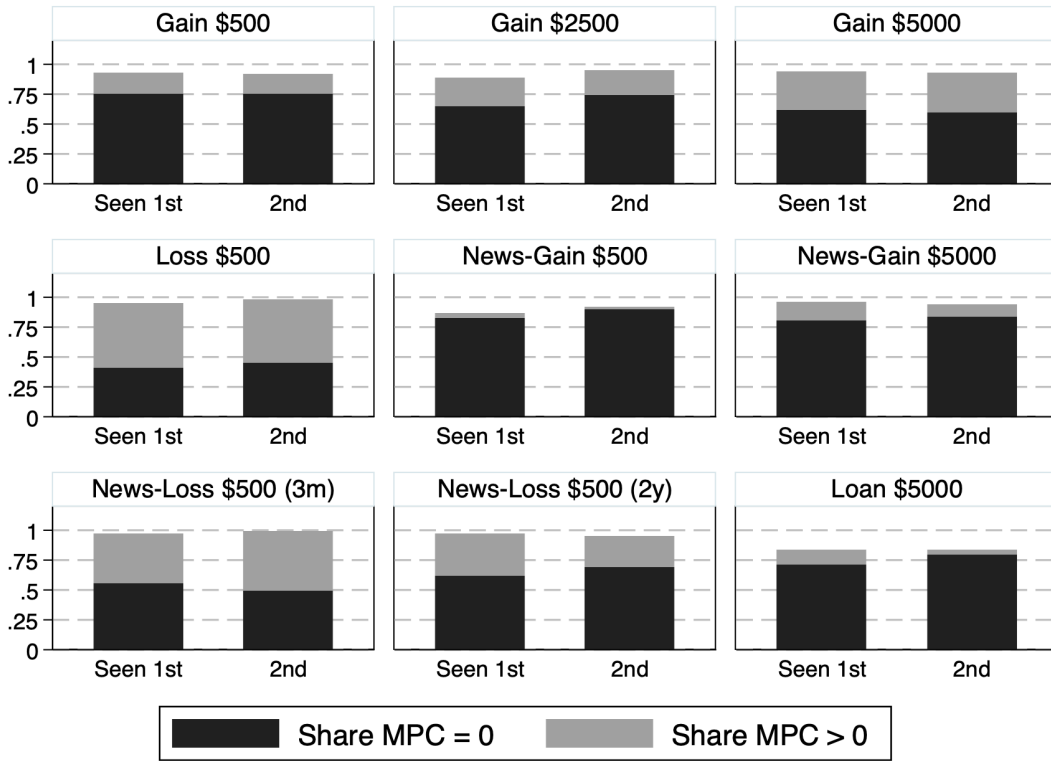 Gain $500
Gain $2500
Gain $5000
1
.75
.5
.25
0
Seen 1st 2nd
Seen 1st 2nd
Seen 1st 2nd
Loss $500
News-Gain $500
News-Gain $5000
1
.75
.5
.25
0
Seen 1st 2nd
Seen 1st 2nd
Seen 1st 2nd
News-Loss $500 (3m)
News-Loss $500 (2y)
Loan $5000
1
.75
.5
.25
0
Seen 1st 2nd
Seen 1st 2nd
Seen 1st 2nd
Share MPC = 0
Share MPC > 0